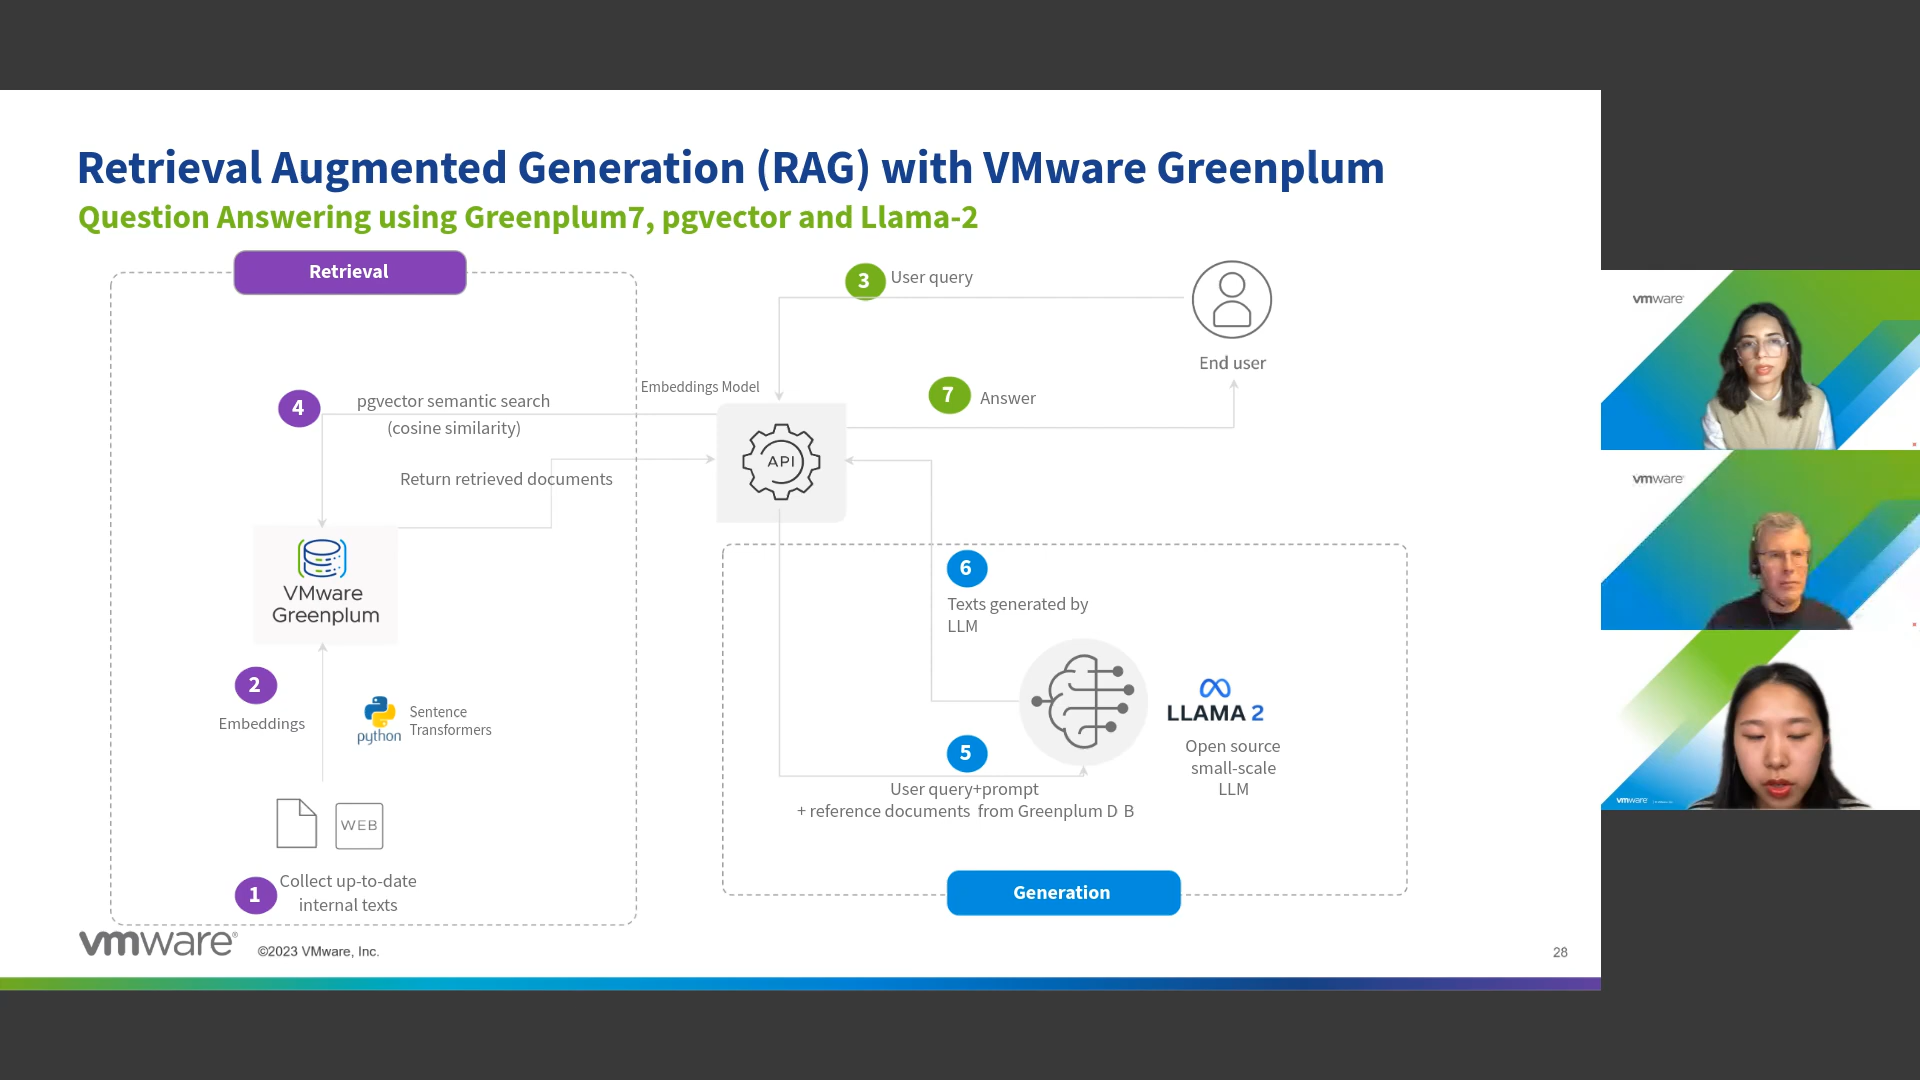 Retrieval Augmented Generation (RAG) with VMware Greenplum
Question Answering using Greenplum7, pgvector and Llama-2
Retrieval
3
User query
End user
Embeddings Model
4
pgvector semantic search
(cosine similarity)
7
Answer
API
Return retrieved documents
VMware
Greenplum
6
Texts generated by
LLM
2
Embeddings
python
Sentence
Transformers
LLAMA 2
Open source
small-scale
LLM
5
User query+prompt
+ reference documents from Greenplum D B
WEB
1
Collect up-to-date
internal texts
Generation
vmware®
©2023 VMware, Inc.
28
vmware
vmware
vmware